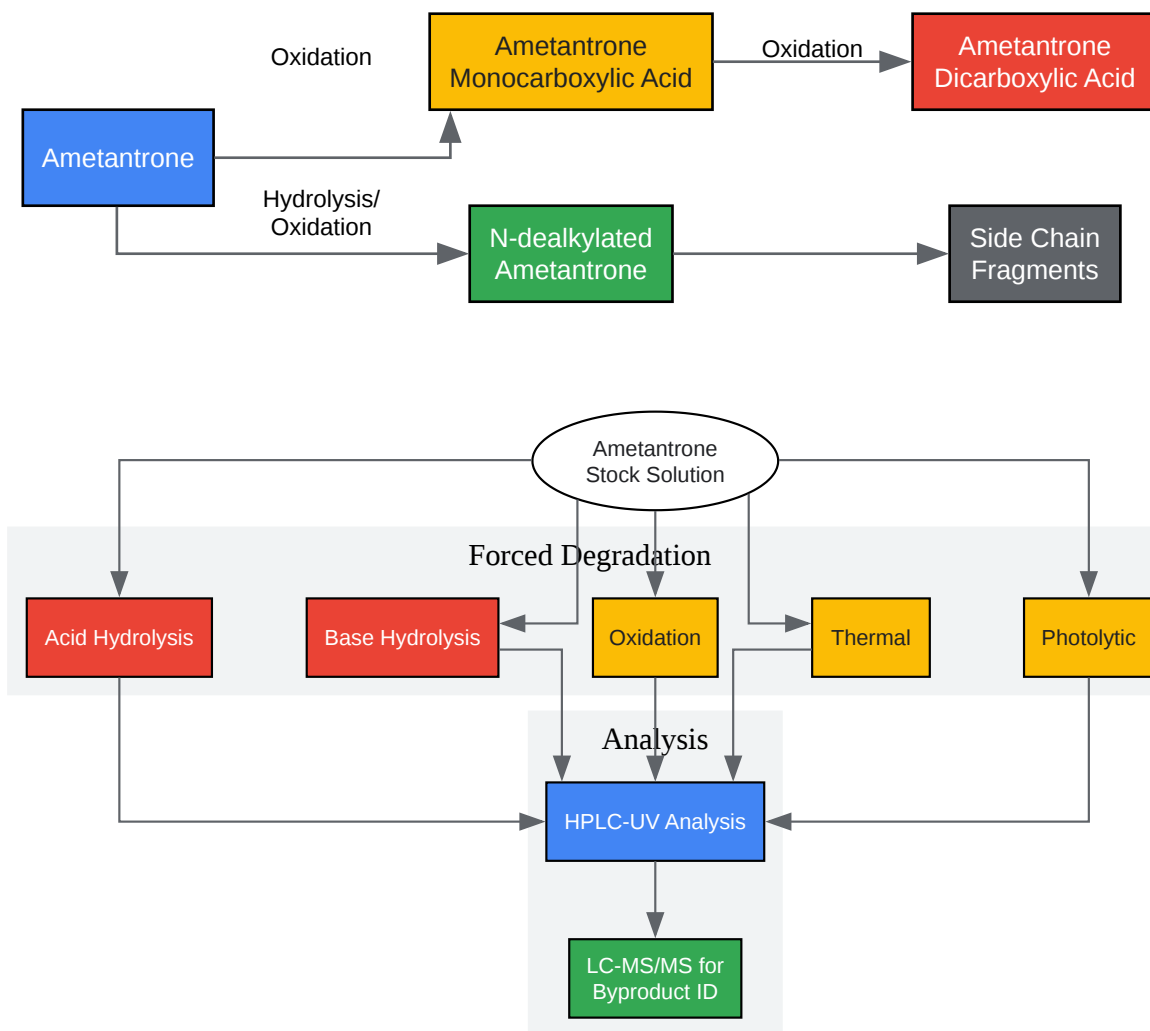 Oxidation
Ametantrone
Monocarboxylic Acid
Oxidation
Ametantrone
Dicarboxylic Acid
Ametantrone
Hydrolysis/
Oxidation
N-dealkylated
Ametantrone
Side Chain
Fragments
Ametantrone
Stock Solution
Forced Degradation
Acid Hydrolysis
Base Hydrolysis
Oxidation
Thermal
Photolytic
Analysis
HPLC-UV Analysis
LC-MS/MS for
Byproduct ID